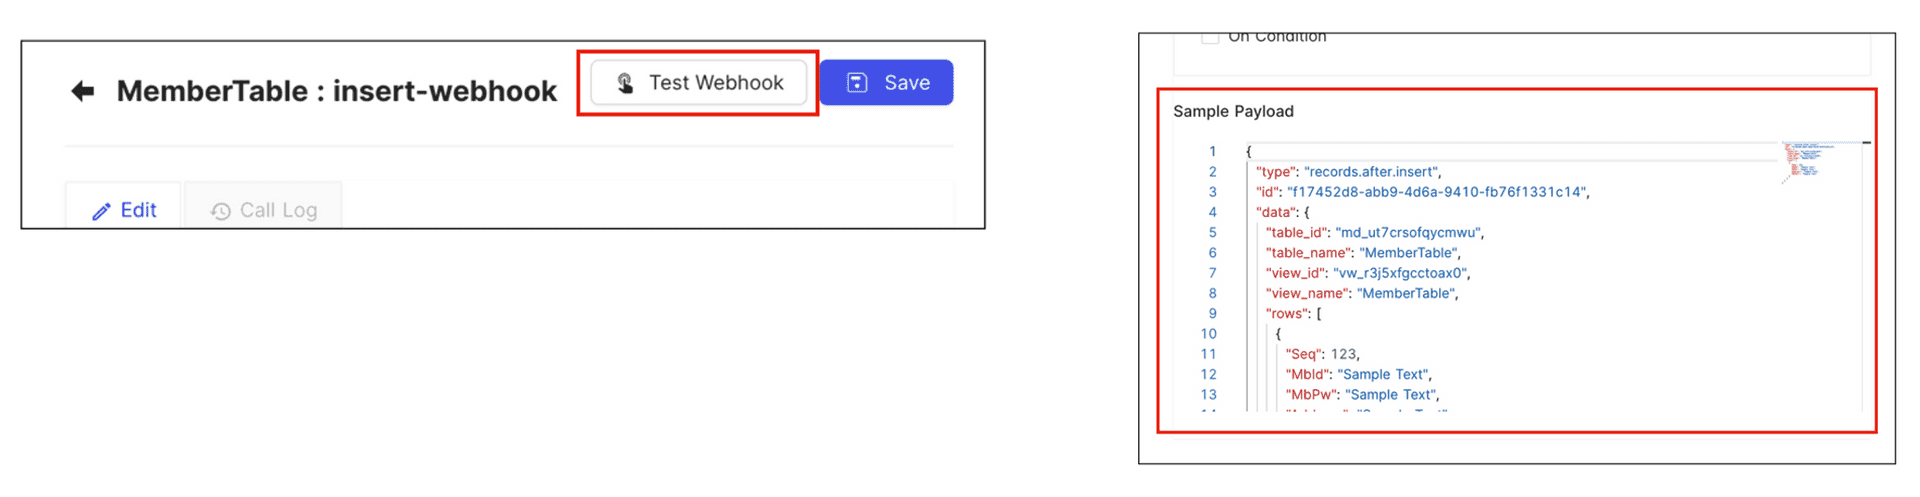 MemberTable : insert-webhook
Test Webhook
Save
Edit
Call Log
On Condition
Sample Payload
1 {
2 "type": "records.after.insert",
3 "id": "f17452d8-abb9-4d6a-9410-fb76f1331c14",
4 "data": {
5 "table_id": "md_ut7crsofqycmwu",
6 "table_name": "MemberTable",
7 "view_id": "vw_r3j5xfgcctoax0",
8 "view_name": "MemberTable",
9 "rows": [
10 {
11 "Seq": 123,
12 "MbId": "Sample Text",
13 "MbPw": "Sample Text",